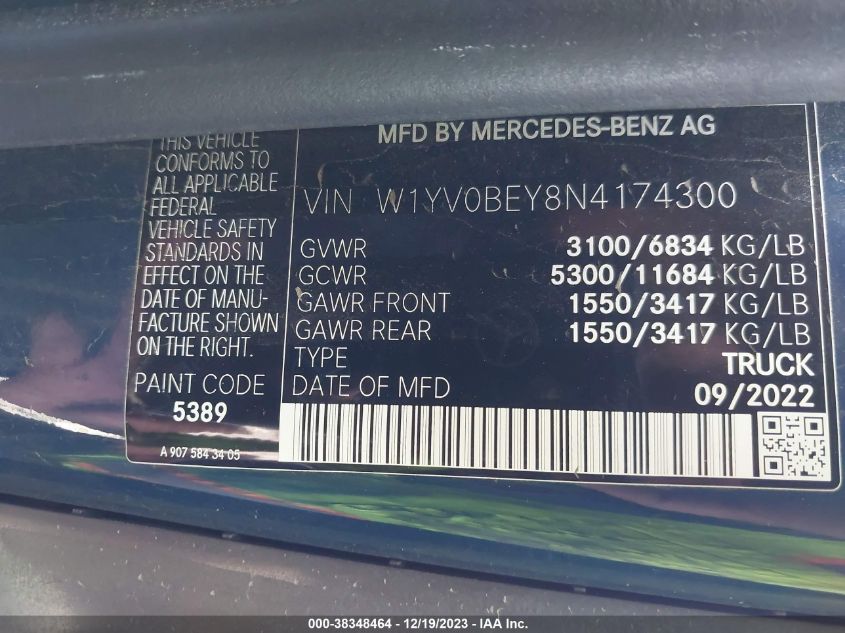 MFD BY MERCEDES-BENZ AG
THIS VEHICLE
CONFORMS TO
ALL APPLICABLE
FEDERAL
VEHICLE SAFETY
STANDARDS IN
EFFECT ON THE
DATE OF MANU-
FACTURE SHOWN
ON THE RIGHT.
PAINT CODE
5389
A 907 584 34 05
VIN W1YV0BEY8N4174300
GVWR 3100/6834 KG/LB
GCWR 5300/11684 KG/LB
GAWR FRONT 1550/3417 KG/LB
GAWR REAR 1550/3417 KG/LB
TYPE TRUCK
DATE OF MFD 09/2022
000-38348464 - 12/19/2023 - IAA Inc.